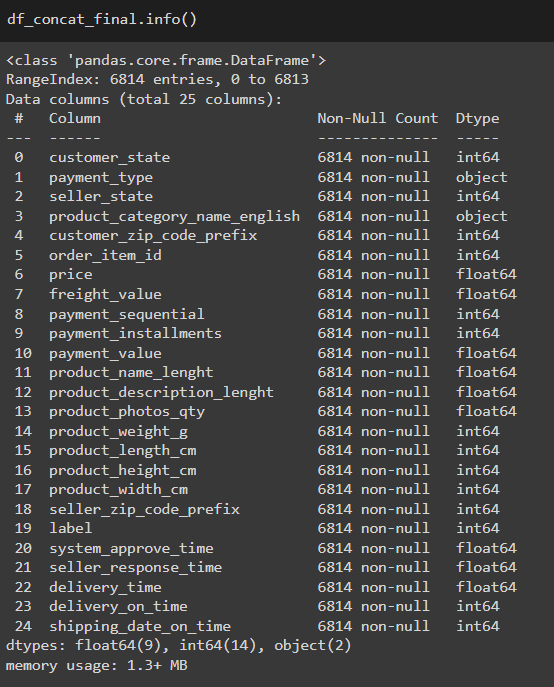 df_concat_final.info()
<class 'pandas.core.frame.DataFrame'>
RangeIndex: 6814 entries, 0 to 6813
Data columns (total 25 columns):
 #   Column                         Non-Null Count  Dtype
---  ------                         --------------  -----
 0   customer_state                 6814 non-null   int64
 1   payment_type                   6814 non-null   object
 2   seller_state                   6814 non-null   int64
 3   product_category_name_english  6814 non-null   object
 4   customer_zip_code_prefix       6814 non-null   int64
 5   order_item_id                  6814 non-null   int64
 6   price                          6814 non-null   float64
 7   freight_value                  6814 non-null   float64
 8   payment_sequential             6814 non-null   int64
 9   payment_installments           6814 non-null   int64
 10  payment_value                  6814 non-null   float64
 11  product_name_lenght            6814 non-null   float64
 12  product_description_lenght     6814 non-null   float64
 13  product_photos_qty             6814 non-null   float64
 14  product_weight_g               6814 non-null   int64
 15  product_length_cm              6814 non-null   int64
 16  product_height_cm              6814 non-null   int64
 17  product_width_cm               6814 non-null   int64
 18  seller_zip_code_prefix         6814 non-null   int64
 19  label                          6814 non-null   int64
 20  system_approve_time            6814 non-null   float64
 21  seller_response_time           6814 non-null   float64
 22  delivery_time                  6814 non-null   float64
 23  delivery_on_time               6814 non-null   int64
 24  shipping_date_on_time          6814 non-null   int64
dtypes: float64(9), int64(14), object(2)
memory usage: 1.3+ MB